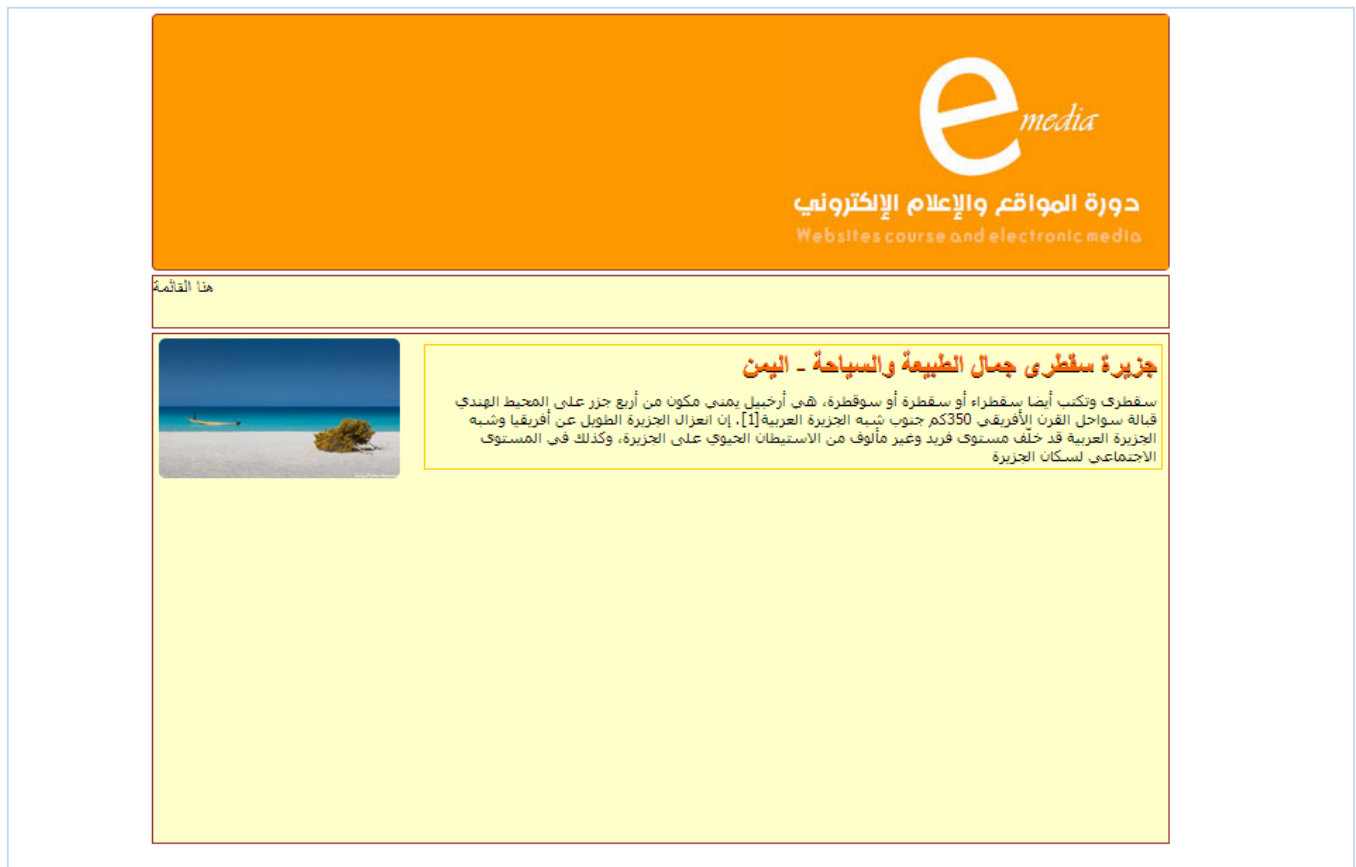 e media
دورة المواقع والإعلام الإلكتروني
Websites course and electronic media
هنا القائمة
جزيرة سقطرى جمال الطبيعة والسياحة - اليمن
سقطرى وتكتب أيضا سقطراء أو سقطرة أو سوقطرة، هي أرخبيل يمني مكون من أربع جزر على المحيط الهندي
قبالة سواحل القرن الأفريقي 350كم جنوب شبه الجزيرة العربية[1]. إن انعزال الجزيرة الطويل عن أفريقيا وشبه
الجزيرة العربية قد خلّف مستوى فريد وغير مألوف من الاستيطان الحيوي على الجزيرة، وكذلك في المستوى
الاجتماعي لسكان الجزيرة